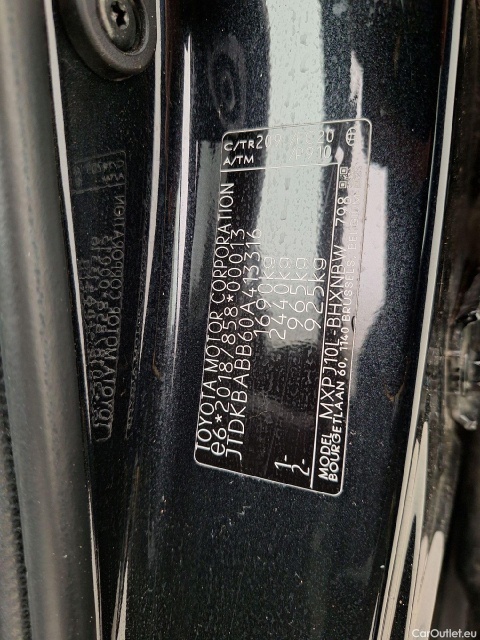 TOYOTA MOTOR CORPORATION
e6*2018/858*00013
JTDKBABB60A413316
1690kg
2440kg
1- 965kg
2- 925kg
MODEL MXPJ10L-BHXNBW 798
BOURGETLAAN 60, 1140 BRUSSELS,
C/TR
A/TM
CarOutlet.eu